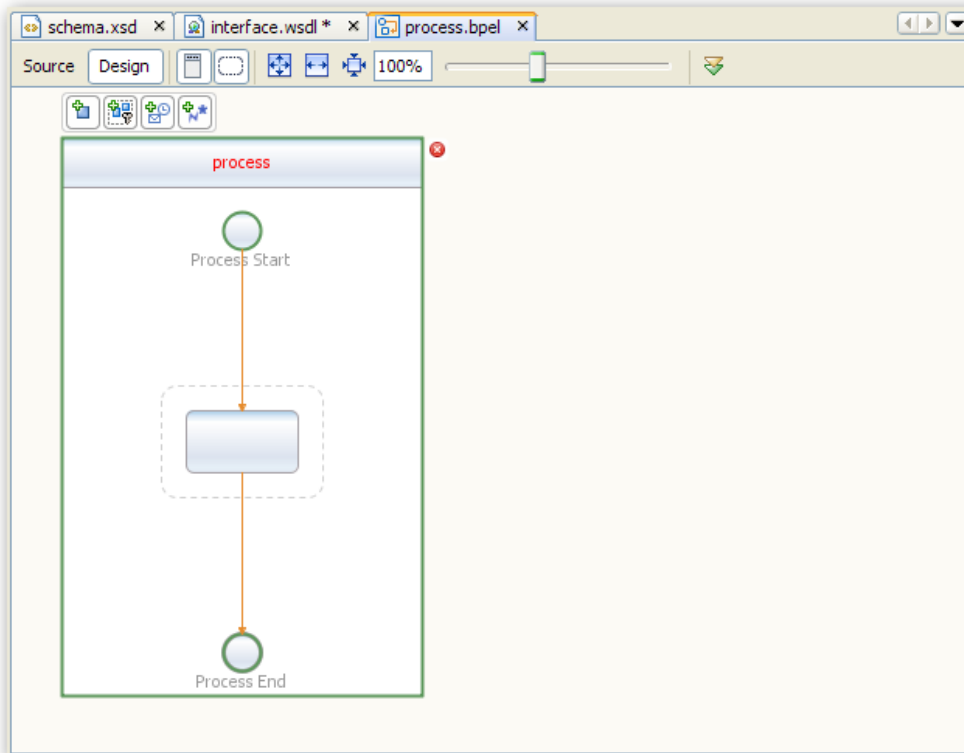 schema.xsd interface.wsdl * process.bpel
Source Design 100%
process
Process Start
Process End